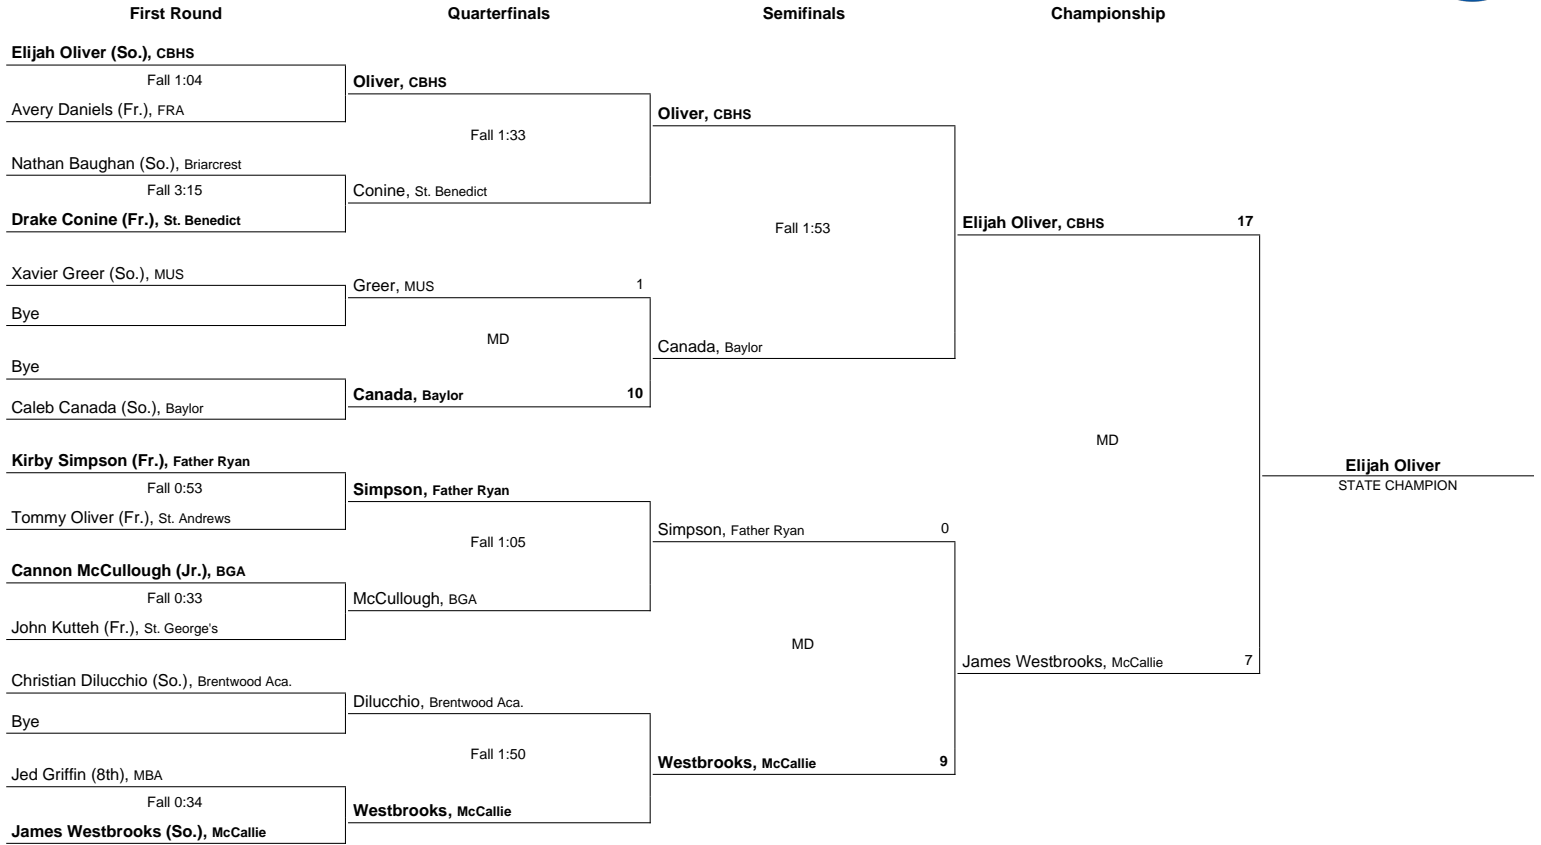 First Round
Quarterfinals
Semifinals
Championship
Elijah Oliver (So.), CBHS
Fall 1:04
Avery Daniels (Fr.), FRA
Nathan Baughan (So.), Briarcrest
Fall 3:15
Drake Conine (Fr.), St. Benedict
Xavier Greer (So.), MUS
Bye
Bye
Caleb Canada (So.), Baylor
Kirby Simpson (Fr.), Father Ryan
Fall 0:53
Tommy Oliver (Fr.), St. Andrews
Cannon McCullough (Jr.), BGA
Fall 0:33
John Kutteh (Fr.), St. George's
Christian Dilucchio (So.), Brentwood Aca.
Bye
Jed Griffin (8th), MBA
Fall 0:34
James Westbrooks (So.), McCallie
Oliver, CBHS
Fall 1:33
Conine, St. Benedict
Greer, MUS 1
MD
Canada, Baylor 10
Simpson, Father Ryan
Fall 1:05
McCullough, BGA
Dilucchio, Brentwood Aca.
Fall 1:50
Westbrooks, McCallie
Oliver, CBHS
Fall 1:53
Canada, Baylor
Simpson, Father Ryan 0
MD
Westbrooks, McCallie 9
Elijah Oliver, CBHS 17
MD
James Westbrooks, McCallie 7
Elijah Oliver
STATE CHAMPION